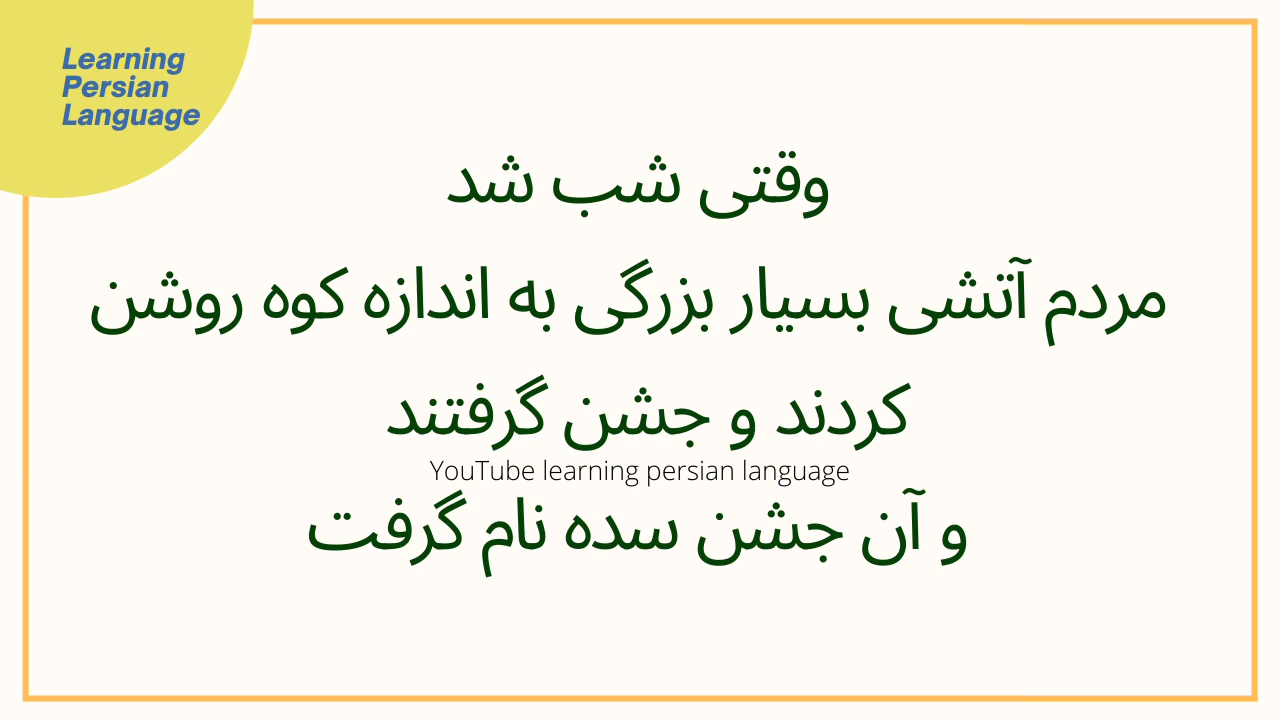 Learning
Persian
Language
وقتی شب شد
مردم آتشی بسیار بزرگی به اندازه کوه روشن
کردند و جشن گرفتند
YouTube learning persian language
و آن جشن سده نام گرفت